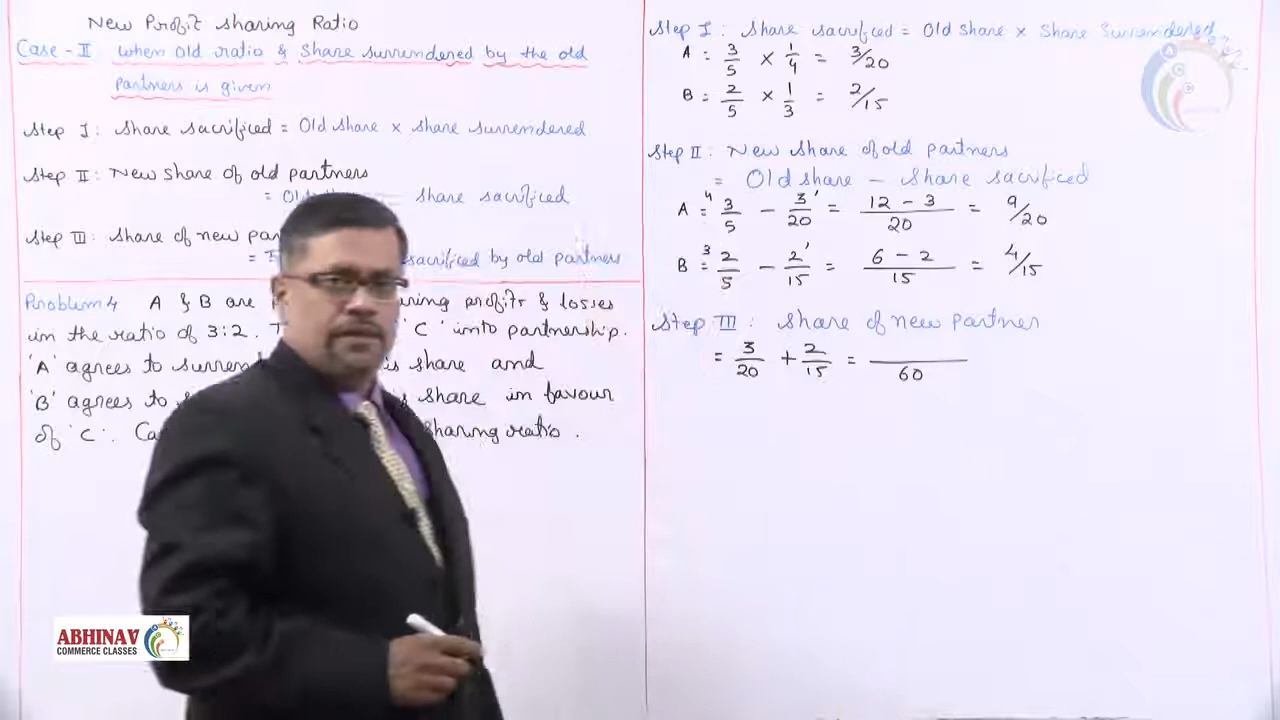 New Profit sharing Ratio
Case - II when old ratio & share surrendered by the old
partners is given
Step I : Share sacrificed = Old share × share surrendered
Step II : New share of old partners
= Old share sacrificed
Step III : Share of new
= sacrificed by old partners
Problem 4 A & B are profits & losses
in the ratio of 3:2. 'C' into partnership.
'A' agrees to share and
'B' agrees to share in favour
of 'C'. sharing ratio.
Step I : Share sacrificed = Old share × Share Surrendered
A = 3/5 × 1/4 = 3/20
B = 2/5 × 1/3 = 2/15
Step II : New share of old partners
= Old share - share sacrificed
A = 4 3/5 - 3/20 1 = 12 - 3 / 20 = 9/20
B = 3 2/5 - 2/15 1 = 6 - 2 / 15 = 4/15
Step III : Share of new partner
= 3/20 + 2/15 = /60
ABHINAV
COMMERCE CLASSES